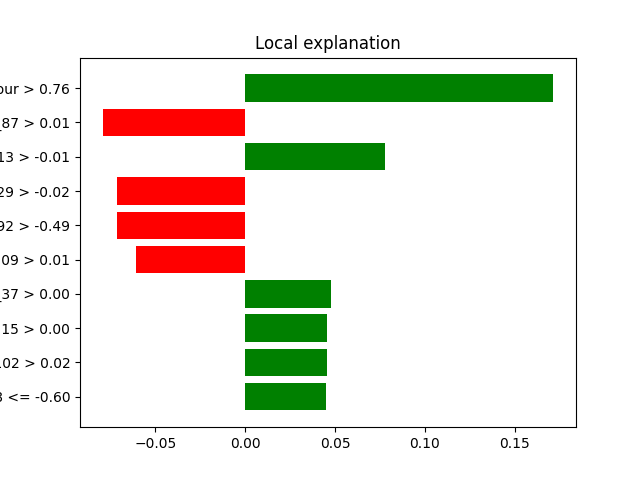 Local explanation
our > 0.76
_87 > 0.01
13 > -0.01
29 > -0.02
92 > -0.49
09 > 0.01
_37 > 0.00
15 > 0.00
102 > 0.02
3 <= -0.60
−0.05 0.00 0.05 0.10 0.15